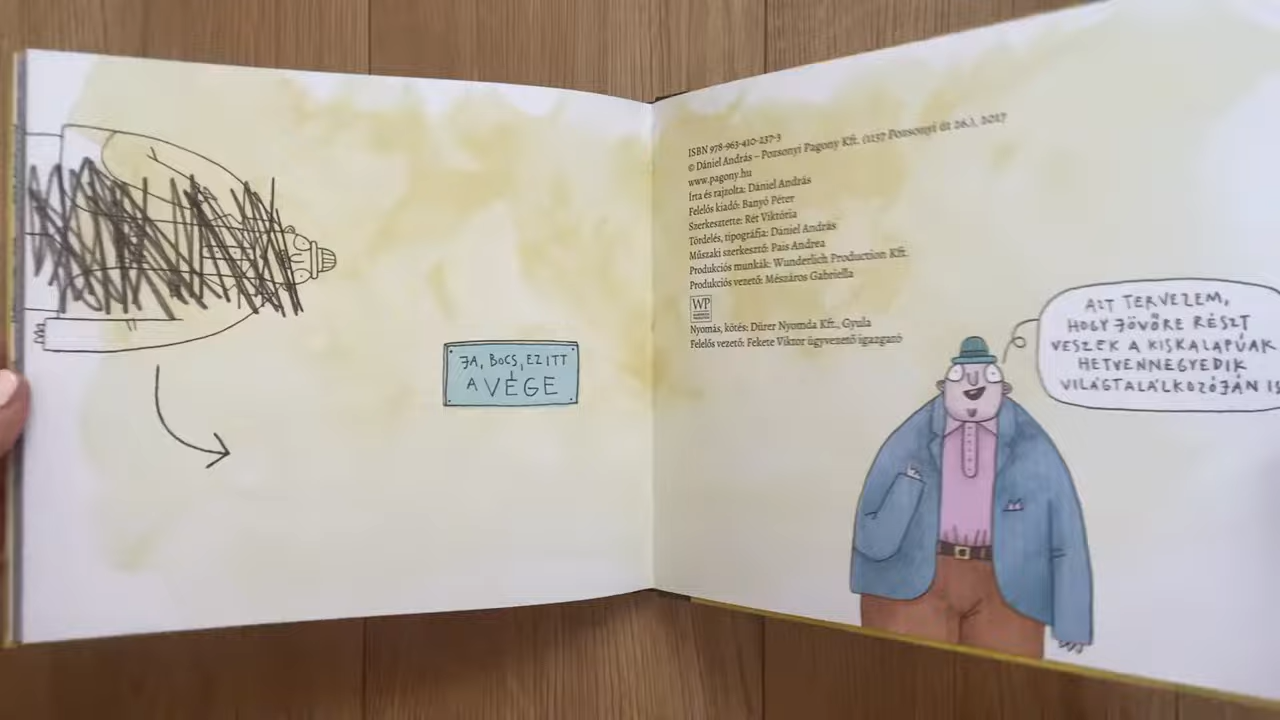 JA, BOCS, EZ ITT
A VÉGE
ISBN 978-963-410-237-3
© Dániel András – Pozsonyi Pagony Kft. (1137 Pozsonyi út 26.), 2017
www.pagony.hu
Írta és rajzolta: Dániel András
Felelős kiadó: Banyó Péter
Szerkesztette: Rét Viktória
Tördelés, tipográfia: Dániel András
Műszaki szerkesztő: Pais Andrea
Produkciós munkák: Wunderlich Production Kft.
Produkciós vezető: Mészáros Gabriella
WP
Nyomás, kötés: Dürer Nyomda Kft., Gyula
Felelős vezető: Fekete Viktor ügyvezető igazgató
AZT TERVEZEM,
HOGY JÖVŐRE RÉSZT
VESZEK A KISKALAPÚAK
HETVENNEGYEDIK
VILÁGTALÁLKOZÓJÁN IS